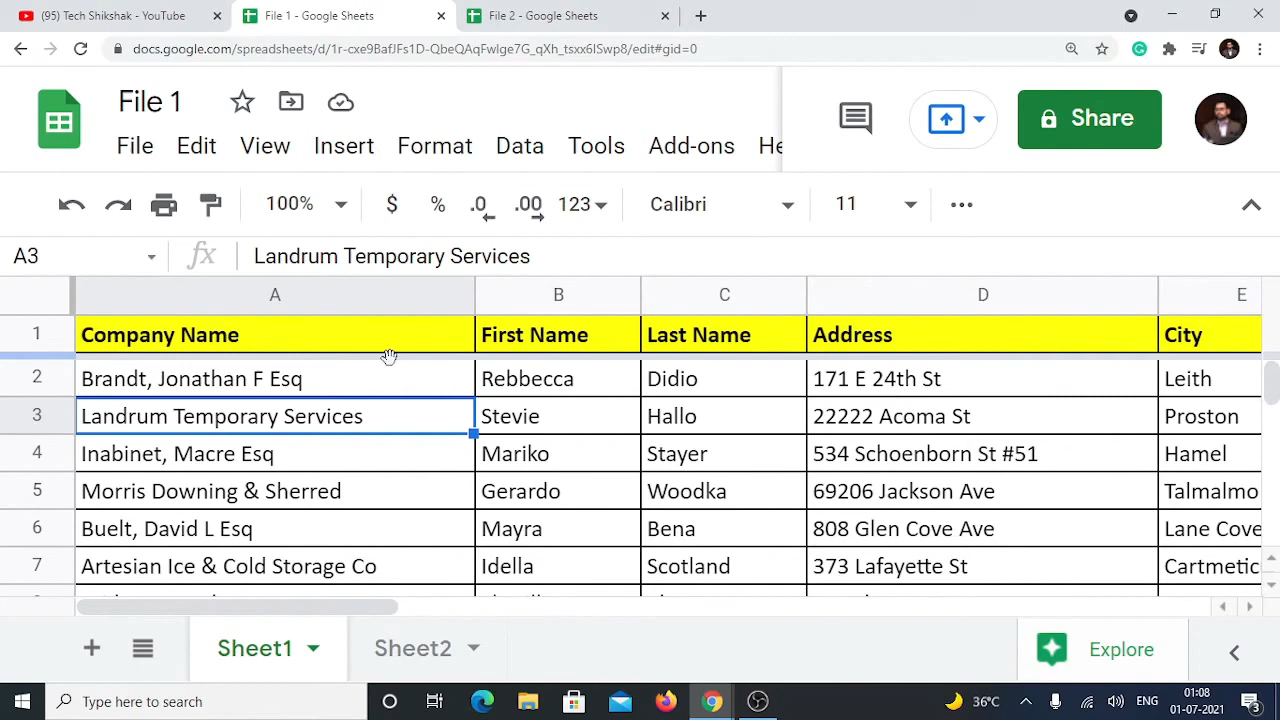 (95) Tech Shikshak - YouTube
File 1 - Google Sheets
File 2 - Google Sheets
docs.google.com/spreadsheets/d/1r-cxe9BafJFs1D-QbeQAqFwIge7G_qXh_tsxx6ISwp8/edit#gid=0
File 1
File Edit View Insert Format Data Tools Add-ons He
Share
100% $ % .0 .00 123 Calibri 11
A3 fx Landrum Temporary Services
A B C D E
1 Company Name First Name Last Name Address City
2 Brandt, Jonathan F Esq Rebbecca Didio 171 E 24th St Leith
3 Landrum Temporary Services Stevie Hallo 22222 Acoma St Proston
4 Inabinet, Macre Esq Mariko Stayer 534 Schoenborn St #51 Hamel
5 Morris Downing & Sherred Gerardo Woodka 69206 Jackson Ave Talmalmo
6 Buelt, David L Esq Mayra Bena 808 Glen Cove Ave Lane Cove
7 Artesian Ice & Cold Storage Co Idella Scotland 373 Lafayette St Cartmetic
Sheet1 Sheet2 Explore
Type here to search
36°C ENG 01:08
01-07-2021
3